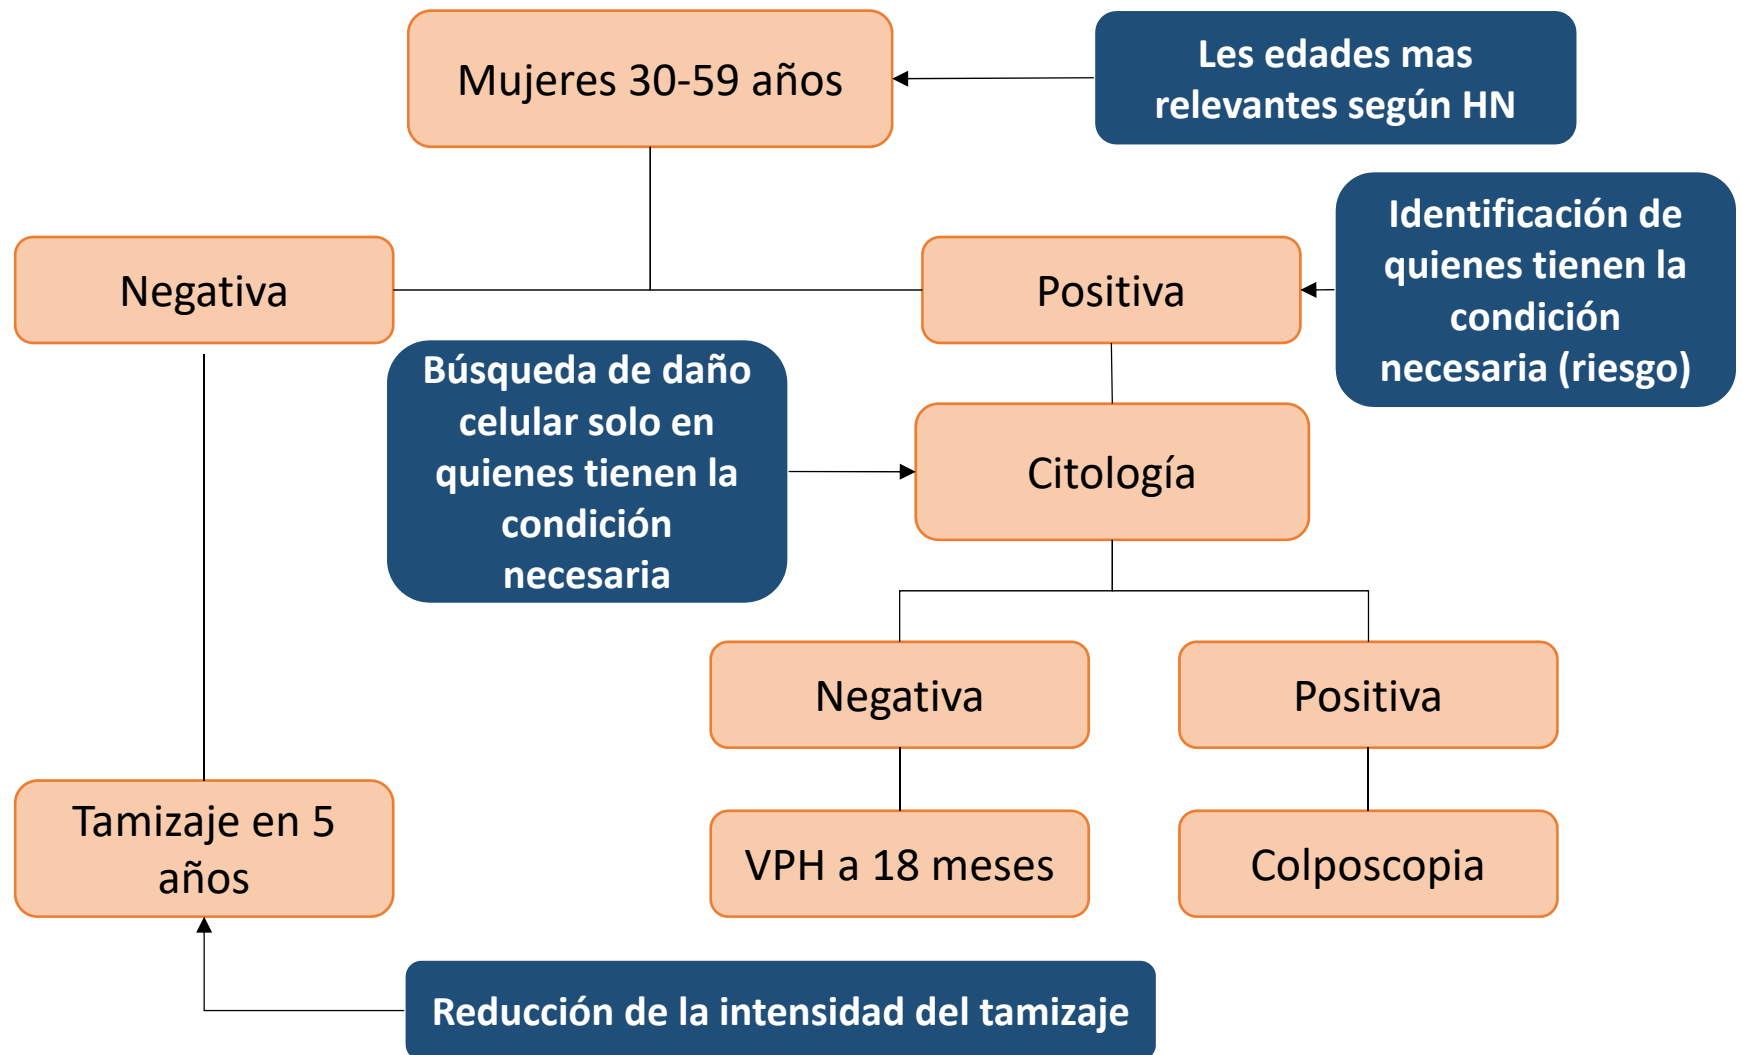 Mujeres 30-59 años
Les edades mas
relevantes según HN
Identificación de
quienes tienen la
condición
necesaria (riesgo)
Negativa
Positiva
Búsqueda de daño
celular solo en
quienes tienen la
condición
necesaria
Citología
Negativa
Positiva
Tamizaje en 5
años
VPH a 18 meses
Colposcopia
Reducción de la intensidad del tamizaje